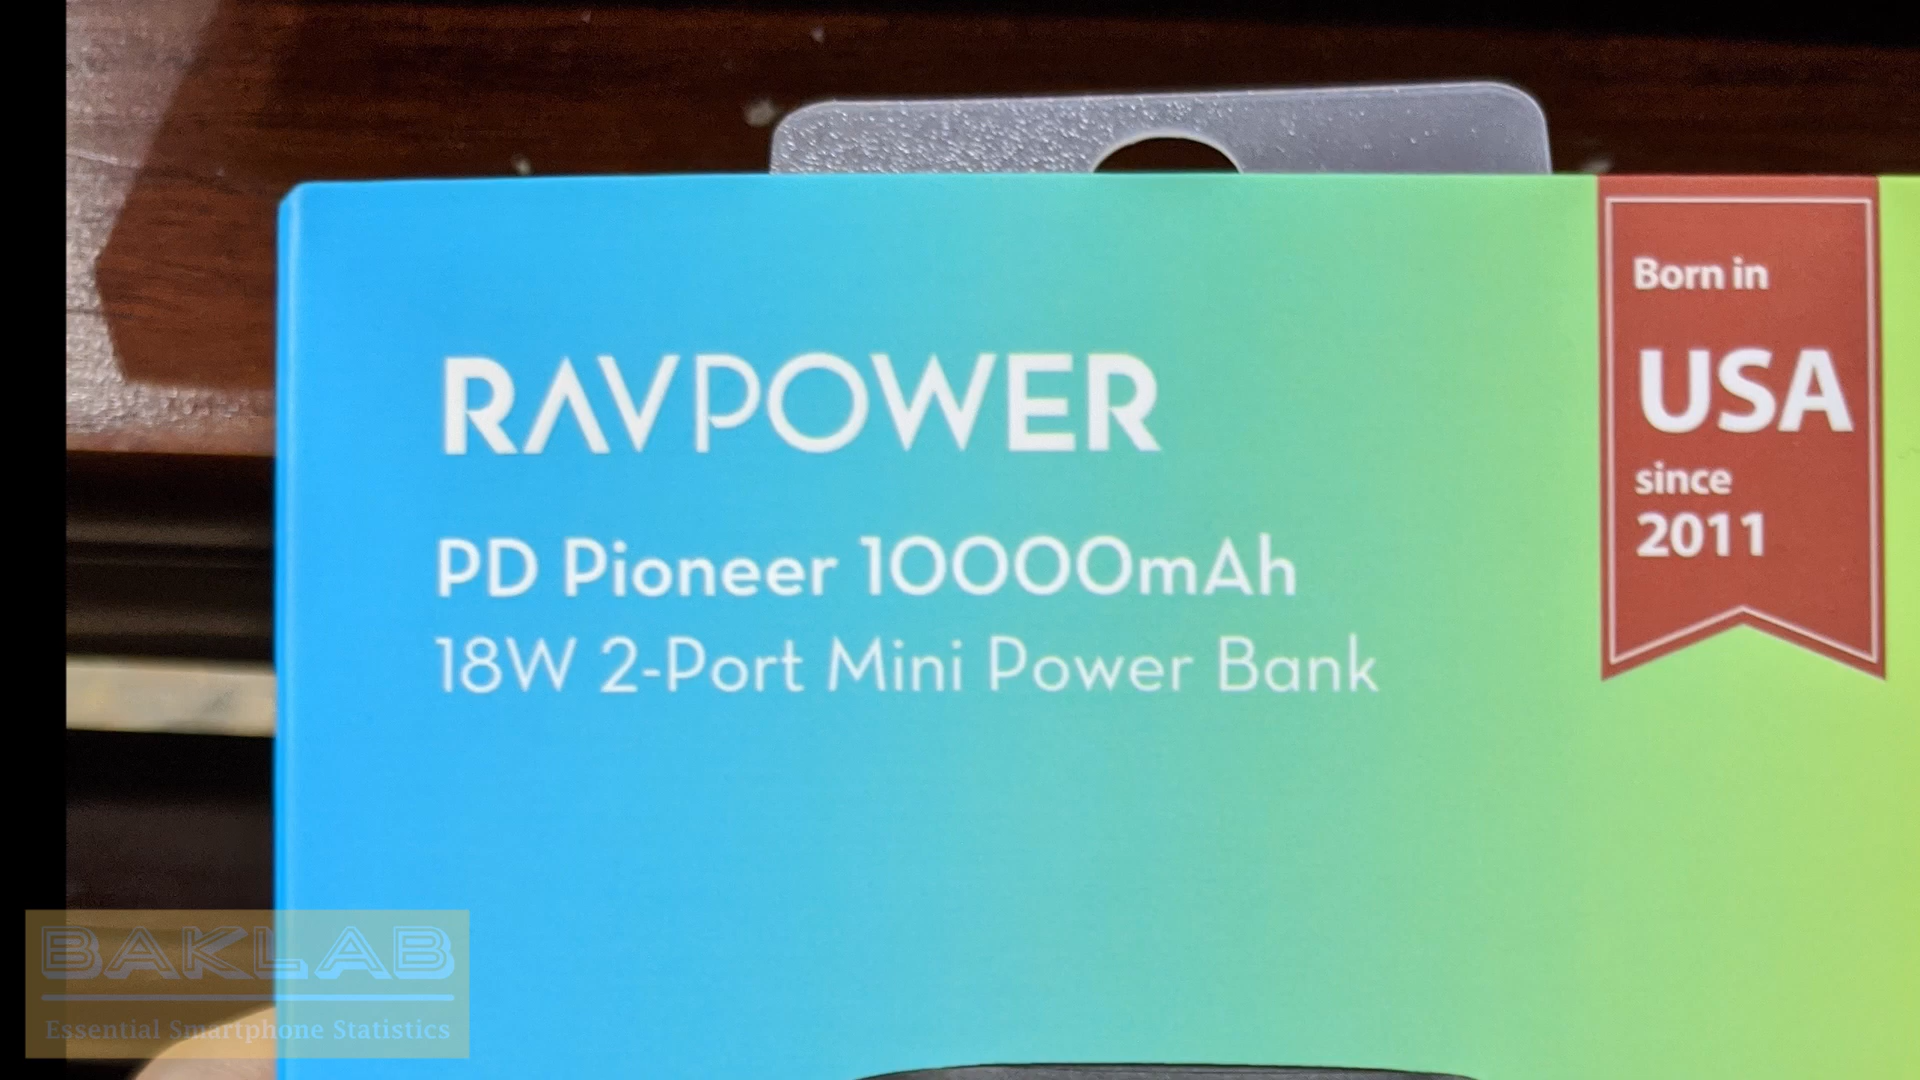 RAVPOWER
PD Pioneer 10000mAh
18W 2-Port Mini Power Bank
Born in
USA
since
2011
BAKLAB
Essential Smartphone Statistics